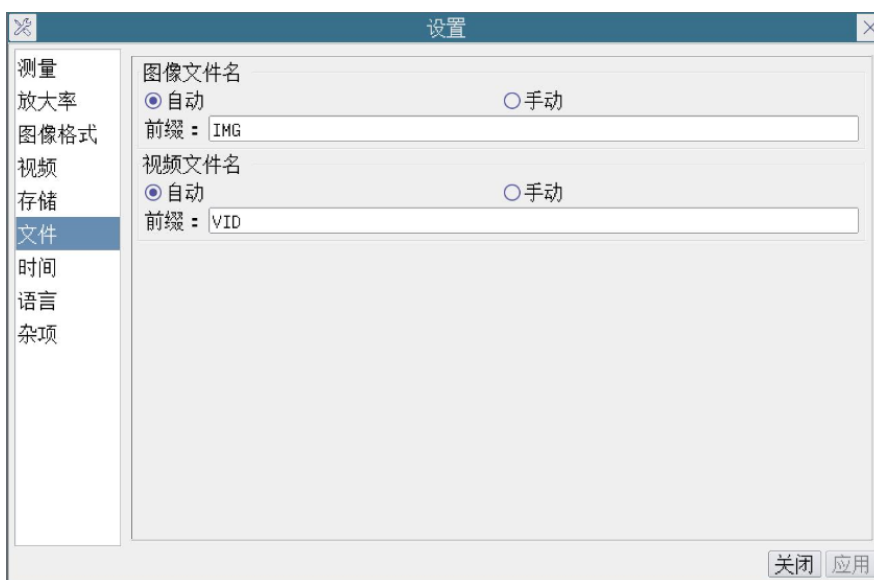 设置
测量
放大率
图像格式
视频
存储
文件
时间
语言
杂项
图像文件名
自动 手动
前缀：IMG
视频文件名
自动 手动
前缀：VID
关闭 应用